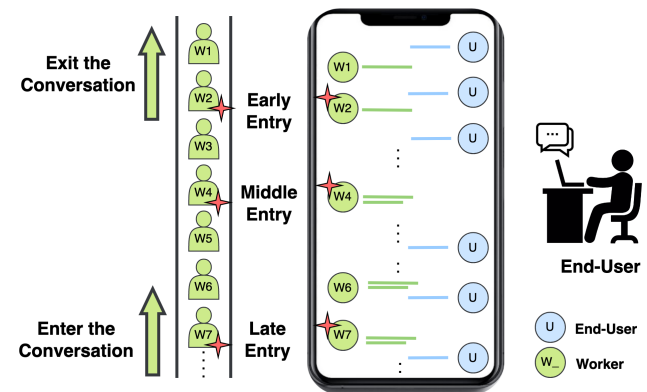 Exit the
Conversation
W1
W2
Early
Entry
W3
W4
Middle
Entry
W5
W6
Enter the
Conversation
W7
Late
Entry
U
W1
U
W2
U
W4
U
W6
U
W7
U
End-User
U End-User
W_ Worker